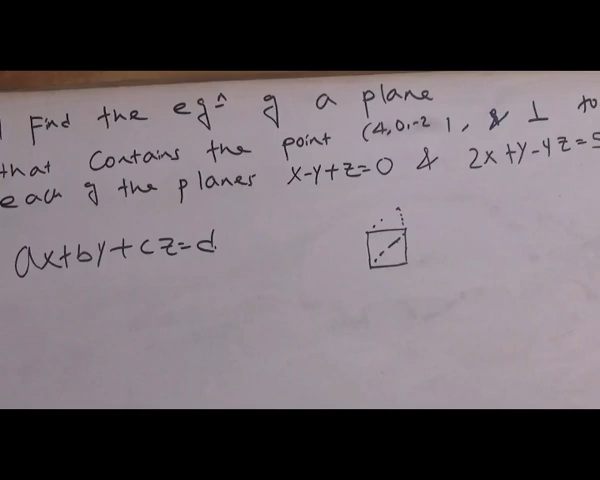 Find the eqn of a plane
that contains the point (4,0,-2), & ⊥ to
each of the planes x-y+z=0 & 2x+y-4z=5
ax+by+cz=d